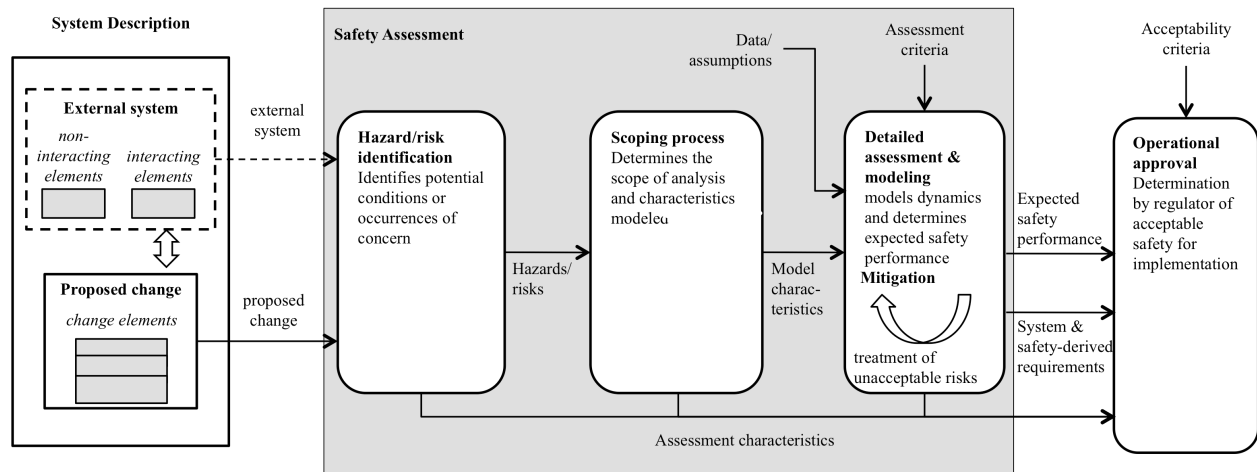 System Description
External system
non-
interacting
elements
interacting
elements
Proposed change
change elements
external
system
proposed
change
Safety Assessment
Hazard/risk
identification
Identifies potential
conditions or
occurrences of
concern
Hazards/
risks
Scoping process
Determines the
scope of analysis
and characteristics
modeled
Model
charac-
teristics
Data/
assumptions
Assessment
criteria
Detailed
assessment &
modeling
models dynamics
and determines
expected safety
performance
Mitigation
treatment of
unacceptable risks
Assessment characteristics
Expected
safety
performance
System &
safety-derived
requirements
Acceptability
criteria
Operational
approval
Determination
by regulator of
acceptable
safety for
implementation